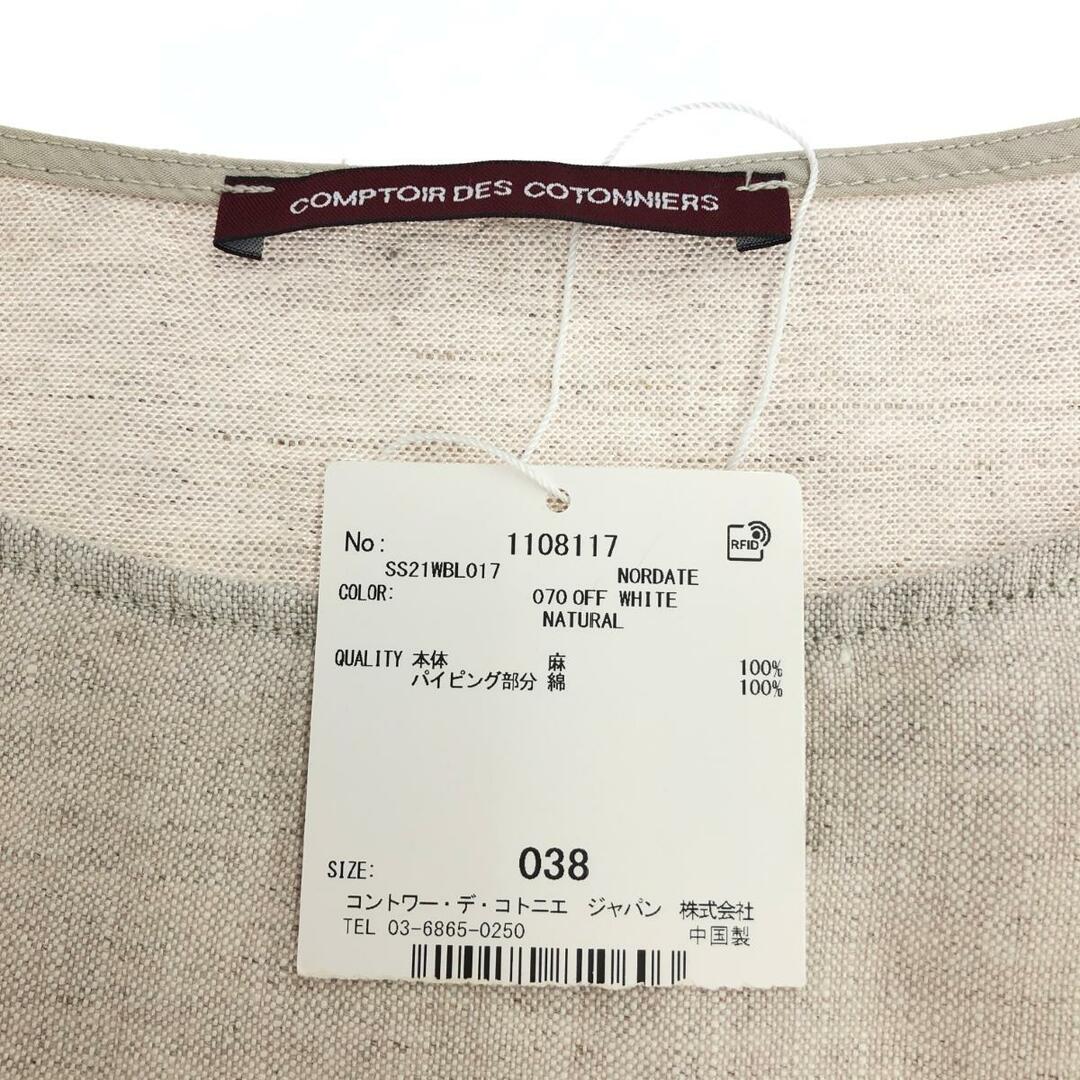 COMPTOIR DES COTONNIERS
No: 1108117
RFID
SS21WBL017 NORDATE
COLOR: 070 OFF WHITE
NATURAL
QUALITY 本体 麻 100%
パイピング部分 綿 100%
SIZE: 038
コントワー・デ・コトニエ ジャパン 株式会社
TEL 03-6865-0250 中国製